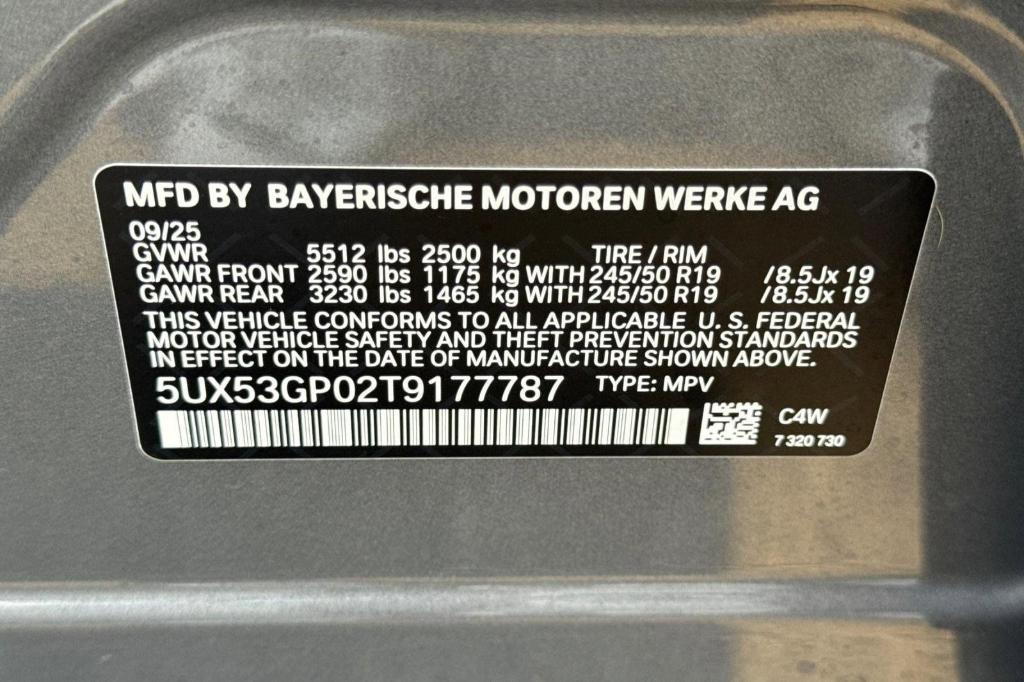 MFD BY BAYERISCHE MOTOREN WERKE AG
09/25
GVWR 5512 lbs 2500 kg TIRE / RIM
GAWR FRONT 2590 lbs 1175 kg WITH 245/50 R19 /8.5Jx 19
GAWR REAR 3230 lbs 1465 kg WITH 245/50 R19 /8.5Jx 19
THIS VEHICLE CONFORMS TO ALL APPLICABLE U. S. FEDERAL
MOTOR VEHICLE SAFETY AND THEFT PREVENTION STANDARDS
IN EFFECT ON THE DATE OF MANUFACTURE SHOWN ABOVE.
5UX53GP02T9177787 TYPE: MPV
C4W
7 320 730